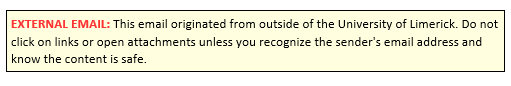 EXTERNAL EMAIL: This email originated from outside of the University of Limerick. Do not
click on links or open attachments unless you recognize the sender's email address and
know the content is safe.